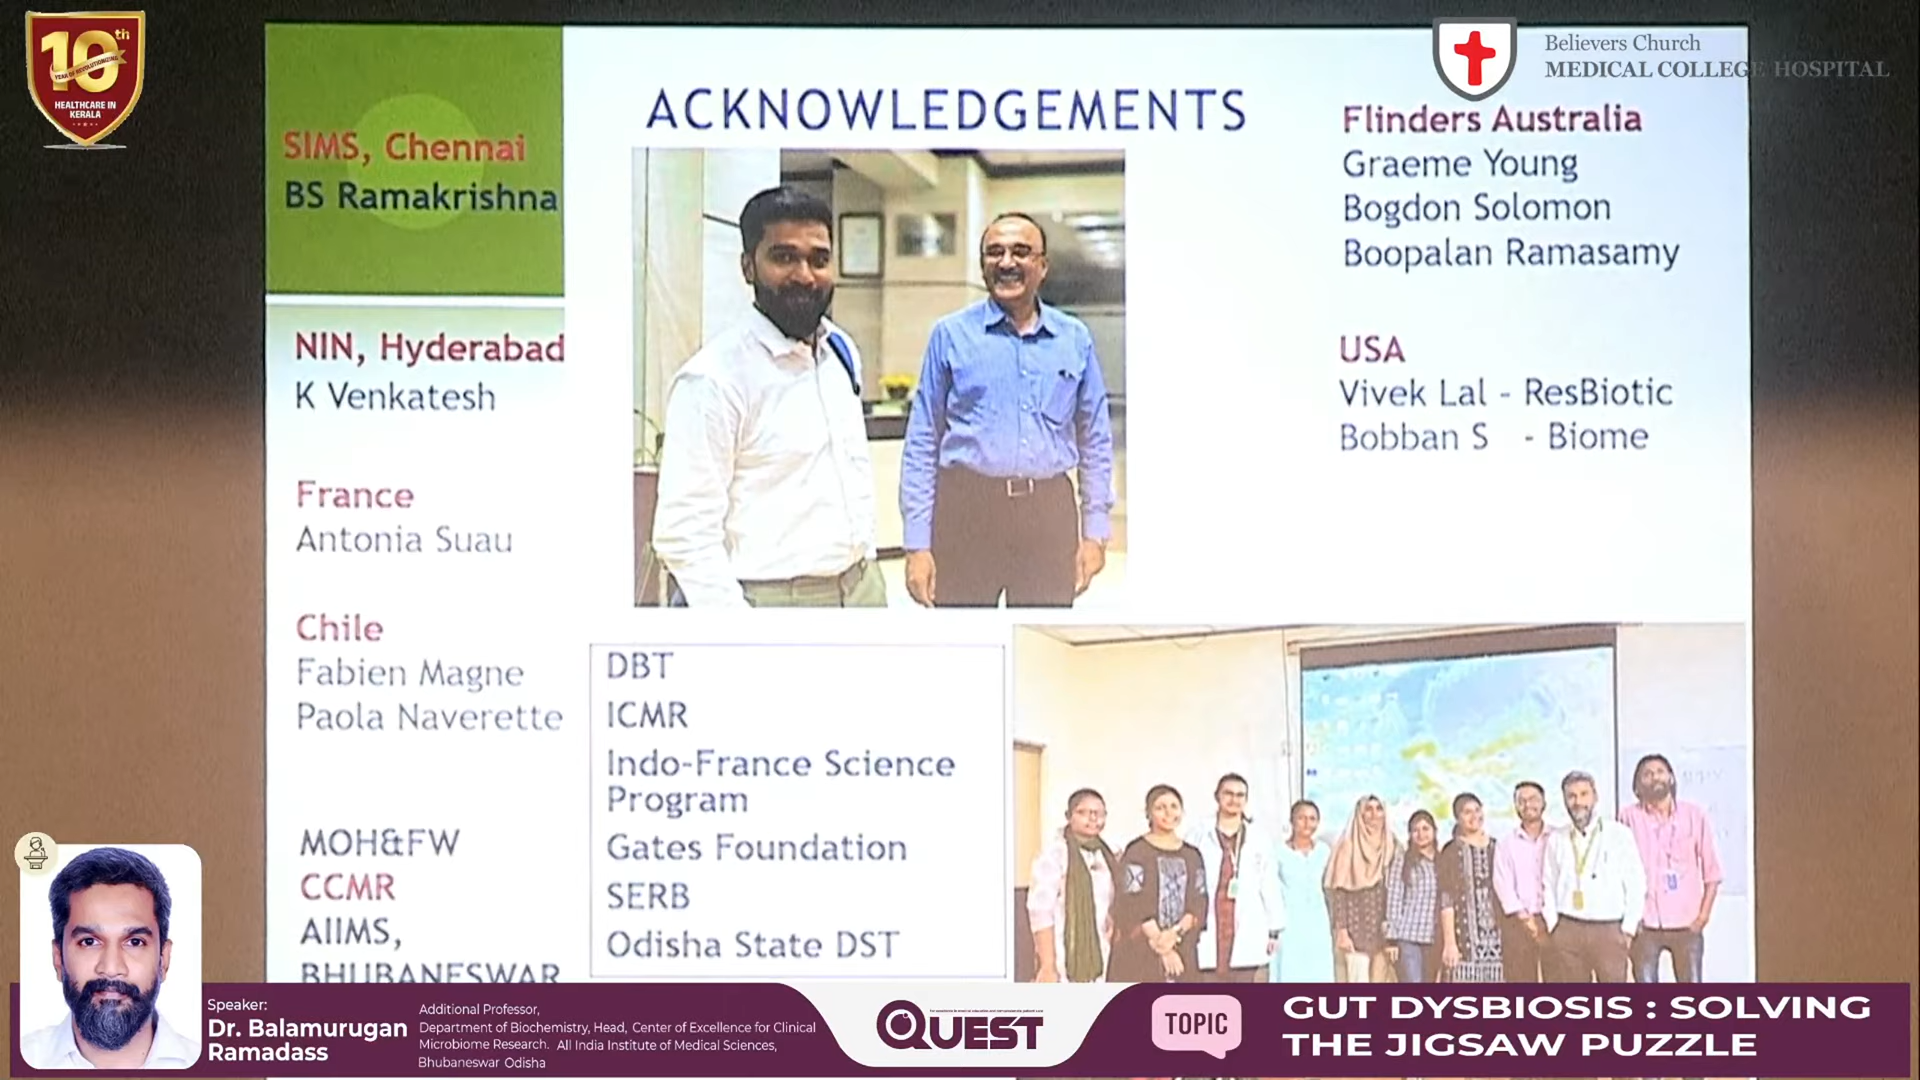 10th
YEAR OF REVOLUTIONIZING
HEALTHCARE IN
KERALA
Believers Church
MEDICAL COLLEGE HOSPITAL
ACKNOWLEDGEMENTS
SIMS, Chennai
BS Ramakrishna
NIN, Hyderabad
K Venkatesh
France
Antonia Suau
Chile
Fabien Magne
Paola Naverette
MOH&FW
CCMR
AIIMS,
BHUBANESWAR
DBT
ICMR
Indo-France Science
Program
Gates Foundation
SERB
Odisha State DST
Flinders Australia
Graeme Young
Bogdon Solomon
Boopalan Ramasamy
USA
Vivek Lal - ResBiotic
Bobban S - Biome
Speaker:
Dr. Balamurugan
Ramadass
Additional Professor,
Department of Biochemistry, Head, Center of Excellence for Clinical
Microbiome Research. All India Institute of Medical Sciences,
Bhubaneswar Odisha
QUEST
TOPIC
GUT DYSBIOSIS : SOLVING
THE JIGSAW PUZZLE